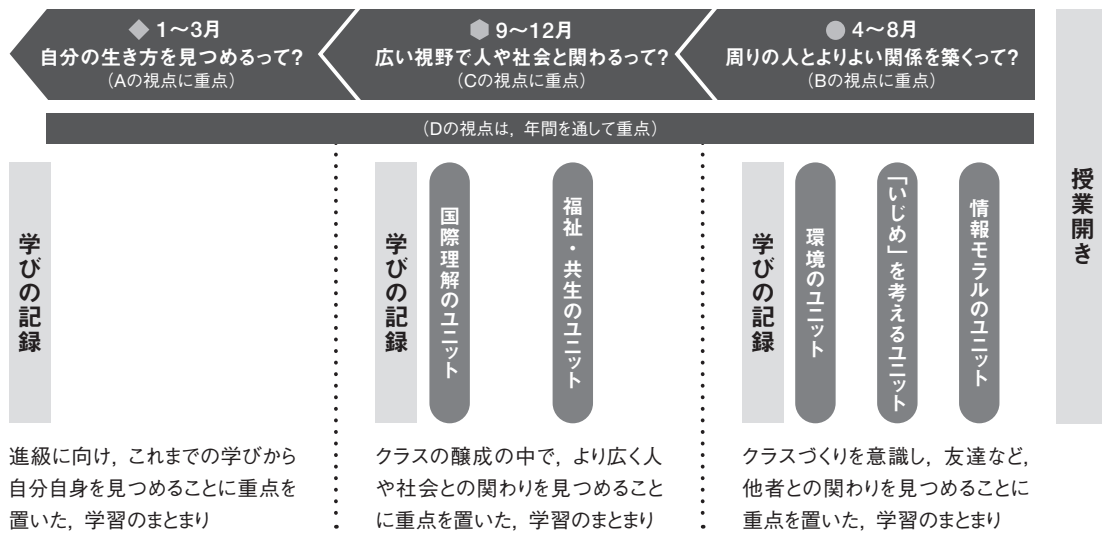 授業開き
4～8月
周りの人とよりよい関係を築くって?
(Bの視点に重点)
9～12月
広い視野で人や社会と関わるって?
(Cの視点に重点)
1～3月
自分の生き方を見つめるって?
(Aの視点に重点)
(Dの視点は，年間を通して重点)
情報モラルのユニット
「いじめ」を考えるユニット
環境のユニット
学びの記録
クラスづくりを意識し，友達など，
他者との関わりを見つめることに
重点を置いた，学習のまとまり
福祉・共生のユニット
国際理解のユニット
学びの記録
クラスの醸成の中で，より広く人
や社会との関わりを見つめること
に重点を置いた，学習のまとまり
学びの記録
進級に向け，これまでの学びから
自分自身を見つめることに重点を
置いた，学習のまとまり